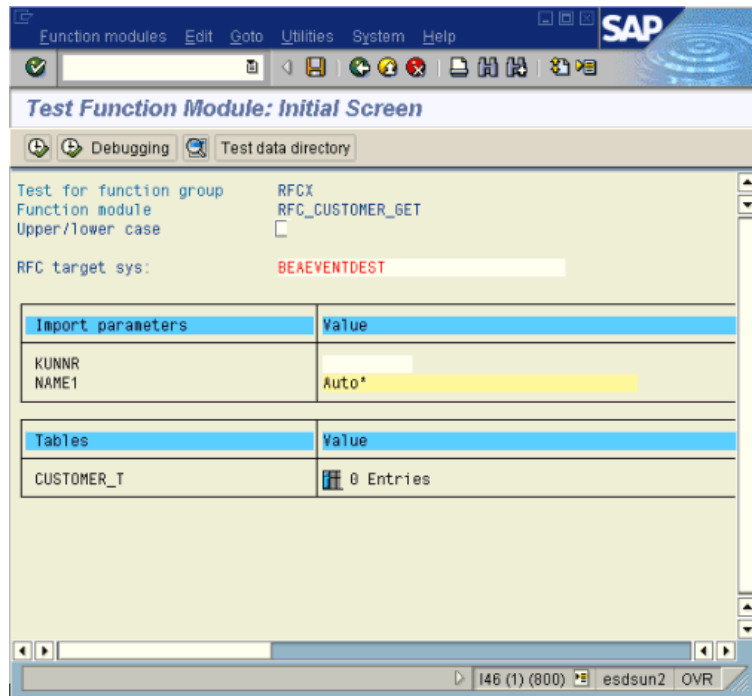 Function modules Edit Goto Utilities System Help
SAP
Test Function Module: Initial Screen
Debugging Test data directory
Test for function group RFCX
Function module RFC_CUSTOMER_GET
Upper/lower case
RFC target sys: BEAEVENTDEST
Import parameters Value
KUNNR
NAME1 Auto*
Tables Value
CUSTOMER_T 0 Entries
I46 (1) (800) esdsun2 OVR